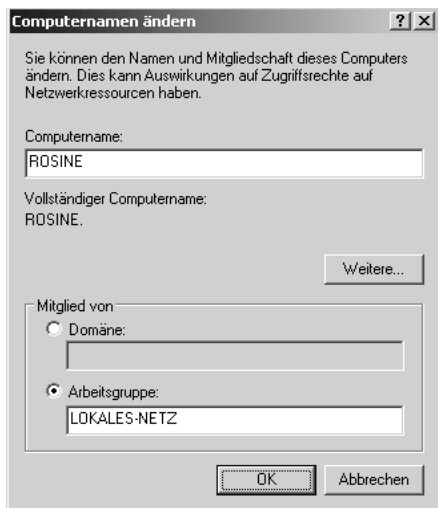 Computernamen ändern
Sie können den Namen und Mitgliedschaft dieses Computers
ändern. Dies kann Auswirkungen auf Zugriffsrechte auf
Netzwerkressourcen haben.
Computername:
ROSINE
Vollständiger Computername:
ROSINE.
Weitere...
Mitglied von
Domäne:
Arbeitsgruppe:
LOKALES-NETZ
OK
Abbrechen